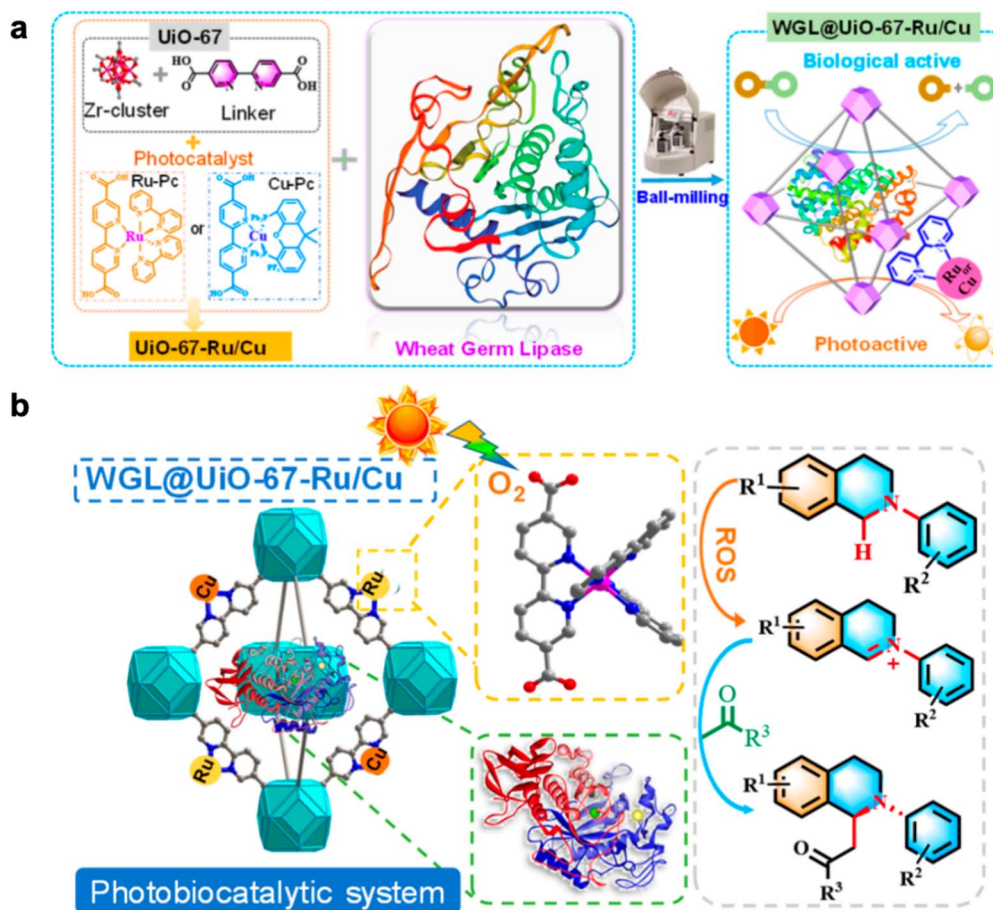 a
UiO-67
Zr-cluster
+
HO
O
N
N
O
OH
Linker
+
Photocatalyst
Ru-Pc
Ru
or
Cu-Pc
Cu
UiO-67-Ru/Cu
+
Wheat Germ Lipase
Ball-milling
WGL@UiO-67-Ru/Cu
Biological active
+
Ru or Cu
Photoactive
b
WGL@UiO-67-Ru/Cu
Cu
Ru
Ru
Cu
Photobiocatalytic system
O2
ROS
R1
N
H
R2
R1
N
+
R2
O
R3
R1
N
O
R2
R3